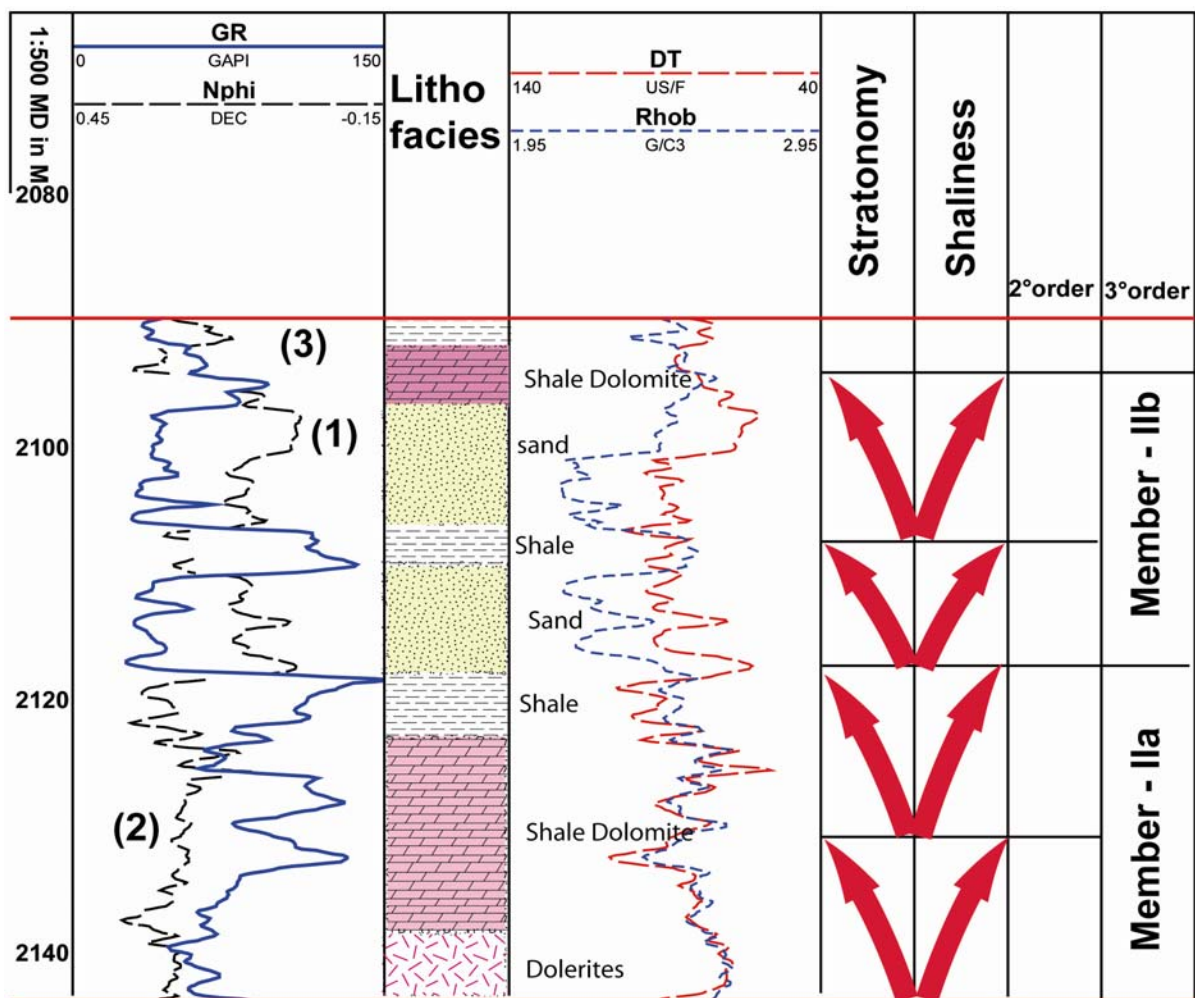 1:500 MD in M
GR
0 GAPI 150
Nphi
0.45 DEC -0.15
Litho
facies
DT
140 US/F 40
Rhob
1.95 G/C3 2.95
Stratonomy
Shaliness
2°order
3°order
2080
(3)
Shale Dolomite
2100
(1)
sand
Shale
Member - IIb
Sand
2120
Shale
(2)
Shale Dolomite
Member - IIa
2140
Dolerites